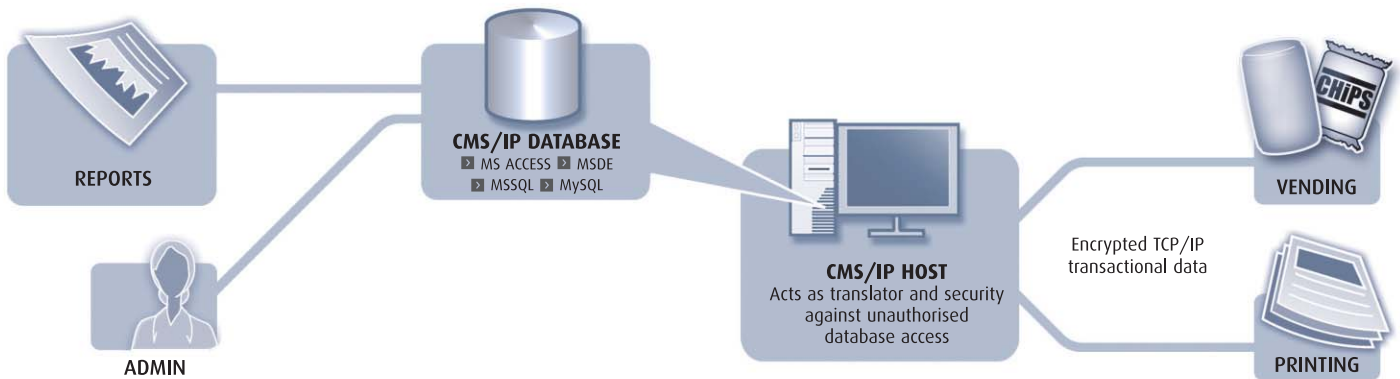 REPORTS
ADMIN
CMS/IP DATABASE
MS ACCESS MSDE
MSSQL MySQL
CMS/IP HOST
Acts as translator and security
against unauthorised
database access
Encrypted TCP/IP
transactional data
CHiPS
VENDING
PRINTING